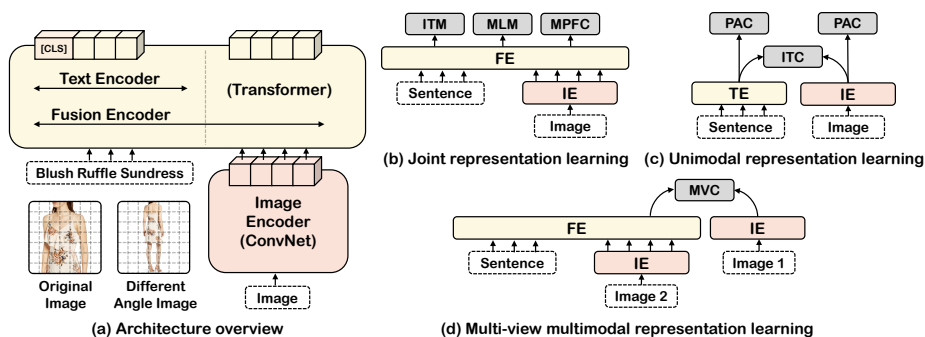 [CLS]
Text Encoder
(Transformer)
Fusion Encoder
Blush Ruffle Sundress
Image
Encoder
(ConvNet)
Original
Image
Different
Angle Image
Image
(a) Architecture overview
ITM
MLM
MPFC
FE
Sentence
IE
Image
(b) Joint representation learning
PAC
PAC
ITC
TE
IE
Sentence
Image
(c) Unimodal representation learning
MVC
FE
IE
Sentence
IE
Image 1
Image 2
(d) Multi-view multimodal representation learning